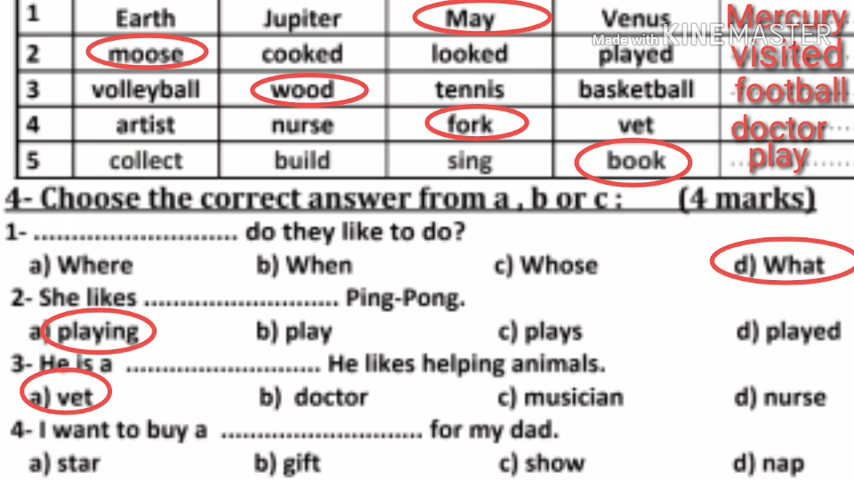 1 Earth Jupiter May Venus Mercury
Made with KINEMASTER
2 moose cooked looked played visited
3 volleyball wood tennis basketball football
4 artist nurse fork vet doctor
5 collect build sing book play
4- Choose the correct answer from a , b or c : (4 marks)
1- ........................... do they like to do?
a) Where b) When c) Whose d) What
2- She likes .......................... Ping-Pong.
a) playing b) play c) plays d) played
3- He is a .......................... He likes helping animals.
a) vet b) doctor c) musician d) nurse
4- I want to buy a ........................... for my dad.
a) star b) gift c) show d) nap